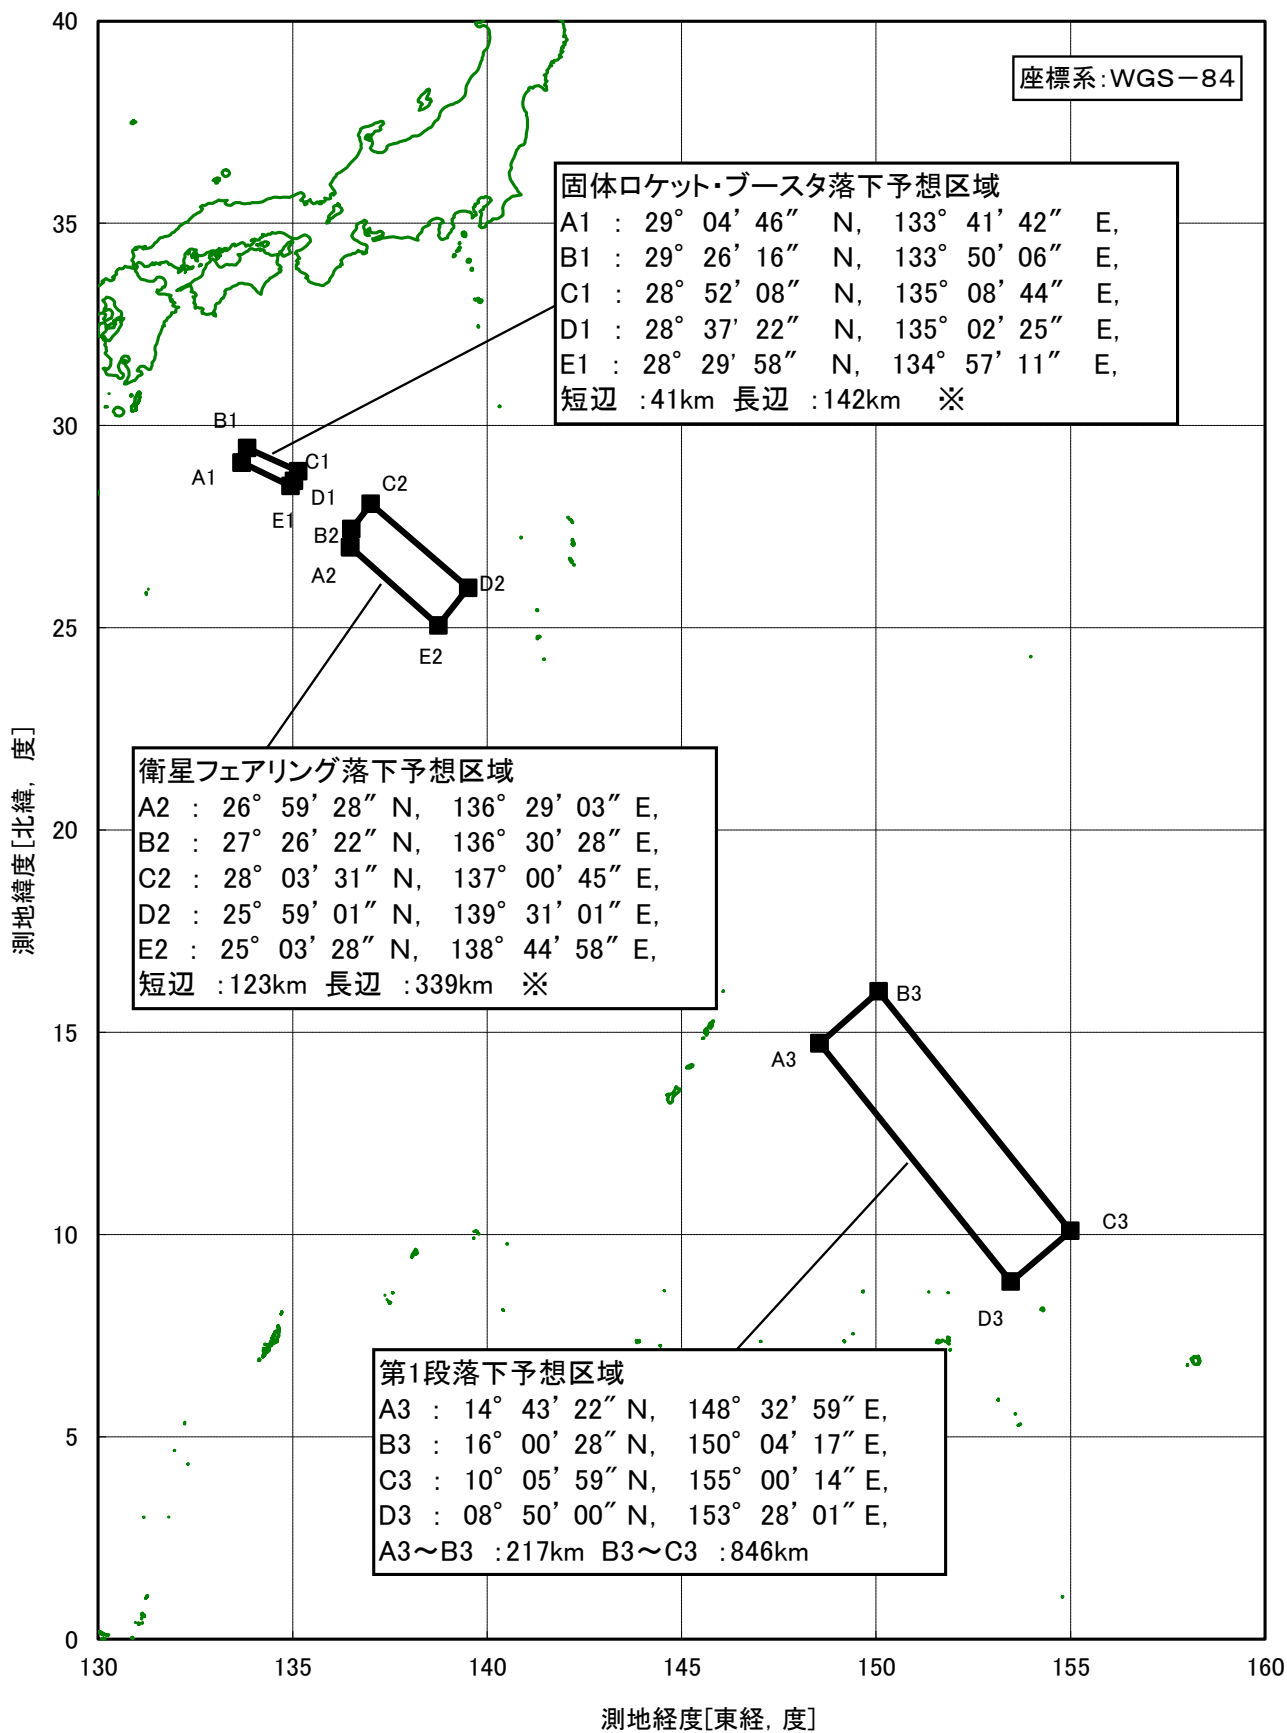 40
座標系:WGS-84
固体ロケット・ブースタ落下予想区域
A1 : 29° 04’ 46” N, 133° 41’ 42” E,
B1 : 29° 26’ 16” N, 133° 50’ 06” E,
C1 : 28° 52’ 08” N, 135° 08’ 44” E,
D1 : 28° 37’ 22” N, 135° 02’ 25” E,
E1 : 28° 29’ 58” N, 134° 57’ 11” E,
短辺 :41km 長辺 :142km ※
35
30
B1
A1
C1
D1
E1
C2
B2
A2
D2
E2
25
測地緯度[北緯, 度]
衛星フェアリング落下予想区域
A2 : 26° 59’ 28” N, 136° 29’ 03” E,
B2 : 27° 26’ 22” N, 136° 30’ 28” E,
C2 : 28° 03’ 31” N, 137° 00’ 45” E,
D2 : 25° 59’ 01” N, 139° 31’ 01” E,
E2 : 25° 03’ 28” N, 138° 44’ 58” E,
短辺 :123km 長辺 :339km ※
20
15
B3
A3
C3
D3
10
第1段落下予想区域
A3 : 14° 43’ 22” N, 148° 32’ 59” E,
B3 : 16° 00’ 28” N, 150° 04’ 17” E,
C3 : 10° 05’ 59” N, 155° 00’ 14” E,
D3 : 08° 50’ 00” N, 153° 28’ 01” E,
A3～B3 :217km B3～C3 :846km
5
0
130 135 140 145 150 155 160
測地経度[東経, 度]